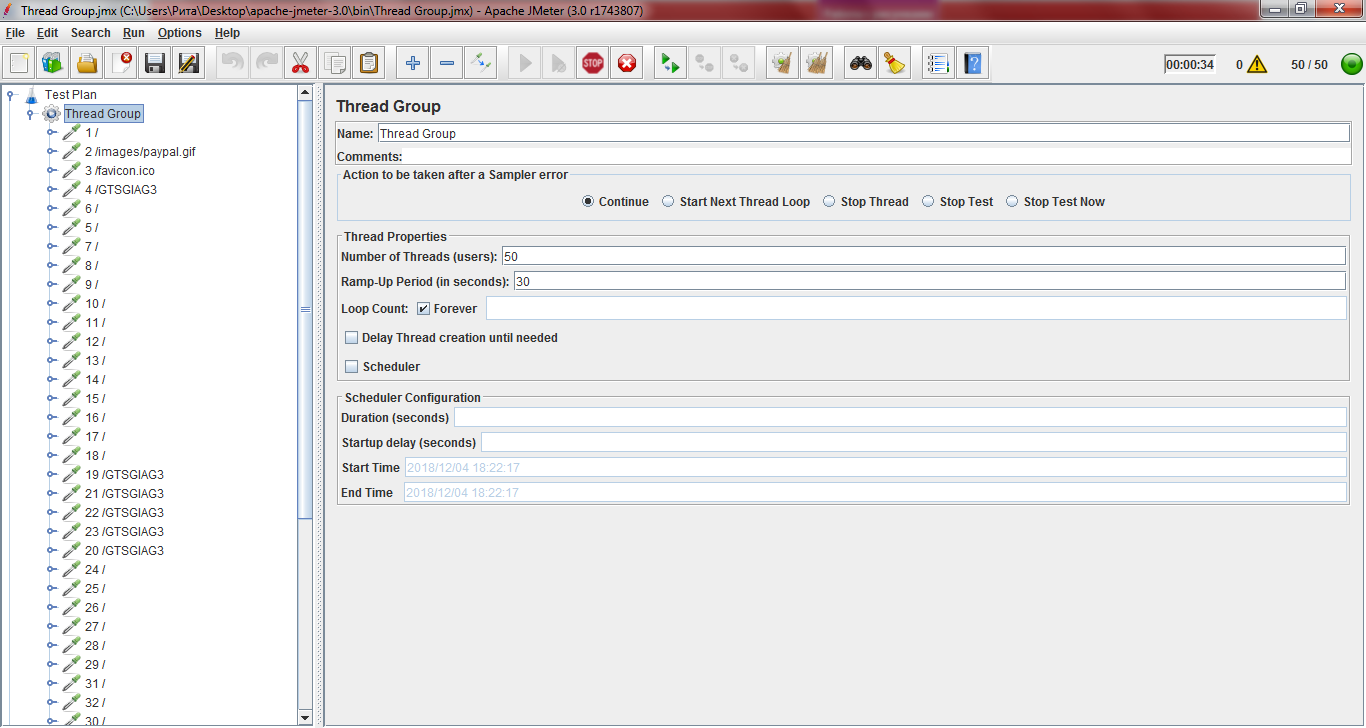 Thread Group.jmx (C:\Users\Рита\Desktop\apache-jmeter-3.0\bin\Thread Group.jmx) - Apache JMeter (3.0 r1743807)
File Edit Search Run Options Help
STOP 00:00:34 0 50 / 50
Test Plan
Thread Group
1 /
2 /images/paypal.gif
3 /favicon.ico
4 /GTSGIAG3
6 /
5 /
7 /
8 /
9 /
10 /
11 /
12 /
13 /
14 /
15 /
16 /
17 /
18 /
19 /GTSGIAG3
21 /GTSGIAG3
22 /GTSGIAG3
23 /GTSGIAG3
20 /GTSGIAG3
24 /
25 /
26 /
27 /
28 /
29 /
31 /
32 /
30 /
Thread Group
Name: Thread Group
Comments:
Action to be taken after a Sampler error
Continue Start Next Thread Loop Stop Thread Stop Test Stop Test Now
Thread Properties
Number of Threads (users): 50
Ramp-Up Period (in seconds): 30
Loop Count: Forever
Delay Thread creation until needed
Scheduler
Scheduler Configuration
Duration (seconds)
Startup delay (seconds)
Start Time 2018/12/04 18:22:17
End Time 2018/12/04 18:22:17